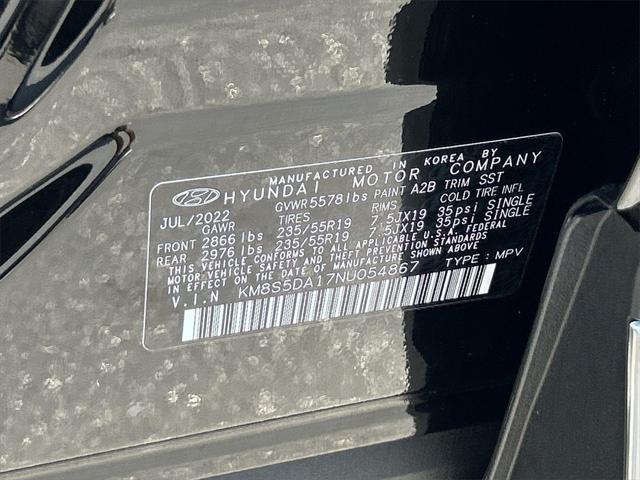 MANUFACTURED IN KOREA BY
HYUNDAI MOTOR COMPANY
JUL/2022 GVWR 5578lbs PAINT A2B TRIM SST
GAWR TIRES RIMS COLD TIRE INFL
FRONT 2866 lbs 235/55R19 7.5JX19 35psi SINGLE
REAR 2976 lbs 235/55R19 7.5JX19 35psi SINGLE
THIS VEHICLE CONFORMS TO ALL APPLICABLE U.S.A. FEDERAL
MOTOR VEHICLE SAFETY, BUMPER, AND THEFT PREVENTION STANDARDS
IN EFFECT ON THE DATE OF MANUFACTURE SHOWN ABOVE.
V.I.N KM8S5DA17NU054867 TYPE : MPV